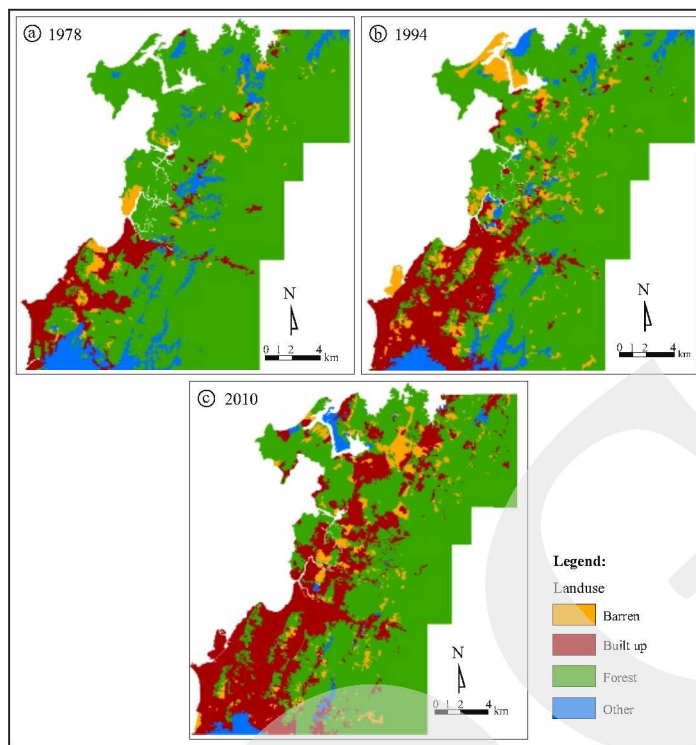 a 1978
b 1994
N
0 1 2 4
km
N
0 1 2 4
km
c 2010
Legend:
Landuse
Barren
Built up
Forest
Other
N
0 1 2 4
km